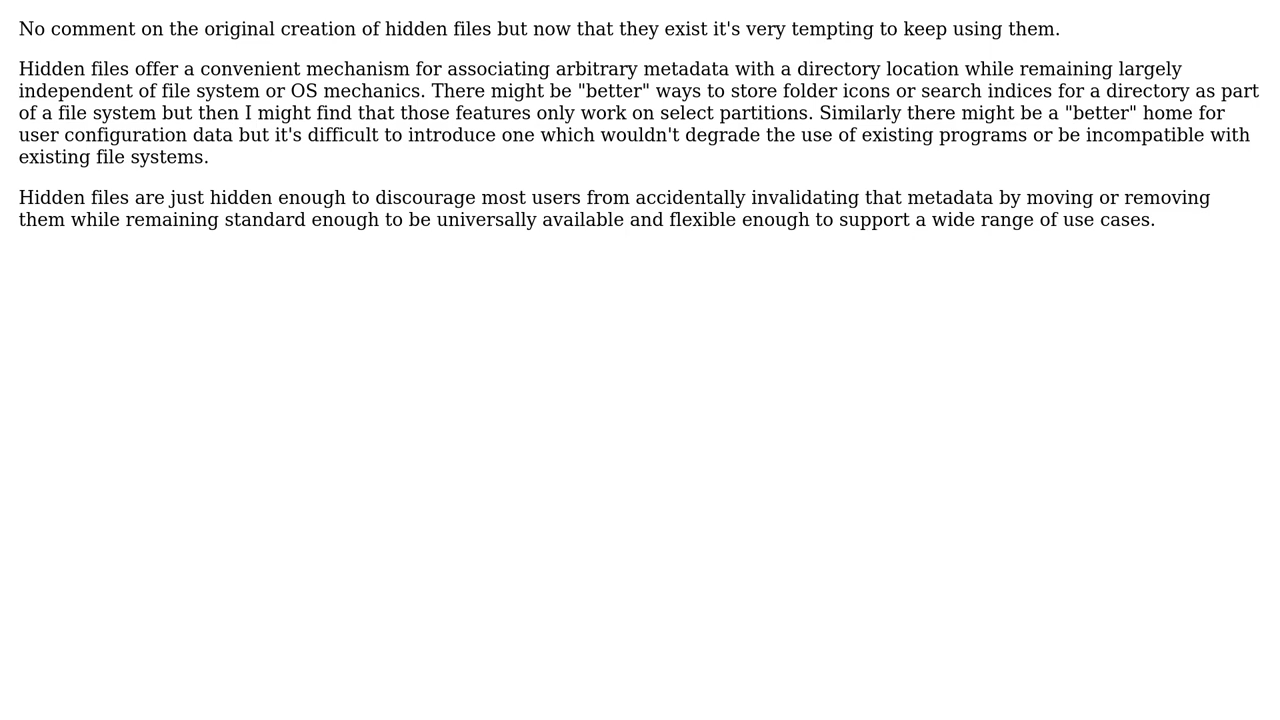 No comment on the original creation of hidden files but now that they exist it's very tempting to keep using them.
Hidden files offer a convenient mechanism for associating arbitrary metadata with a directory location while remaining largely
independent of file system or OS mechanics. There might be "better" ways to store folder icons or search indices for a directory as part
of a file system but then I might find that those features only work on select partitions. Similarly there might be a "better" home for
user configuration data but it's difficult to introduce one which wouldn't degrade the use of existing programs or be incompatible with
existing file systems.
Hidden files are just hidden enough to discourage most users from accidentally invalidating that metadata by moving or removing
them while remaining standard enough to be universally available and flexible enough to support a wide range of use cases.